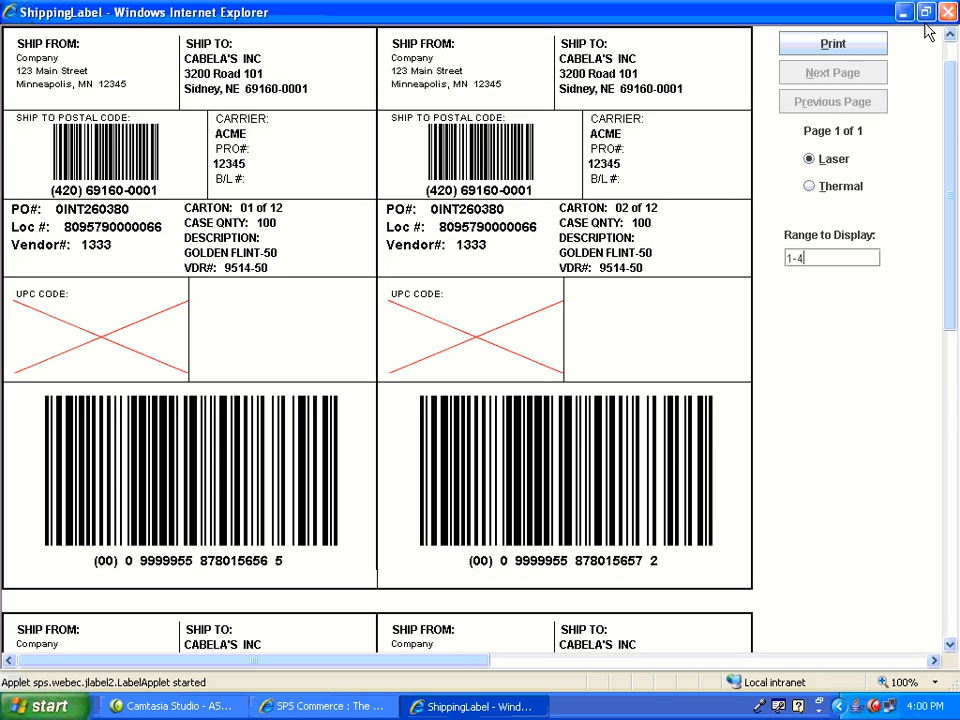 ShippingLabel - Windows Internet Explorer
SHIP FROM:
Company
123 Main Street
Minneapolis, MN 12345
SHIP TO:
CABELA'S INC
3200 Road 101
Sidney, NE 69160-0001
SHIP TO POSTAL CODE:
(420) 69160-0001
CARRIER:
ACME
PRO#:
12345
B/L#:
PO#: 0INT260380
Loc #: 8095790000066
Vendor#: 1333
CARTON: 01 of 12
CASE QNTY: 100
DESCRIPTION:
GOLDEN FLINT-50
VDR#: 9514-50
UPC CODE:
(00) 0 9999955 878015656 5
SHIP FROM:
Company
123 Main Street
Minneapolis, MN 12345
SHIP TO:
CABELA'S INC
3200 Road 101
Sidney, NE 69160-0001
SHIP TO POSTAL CODE:
(420) 69160-0001
CARRIER:
ACME
PRO#:
12345
B/L#:
PO#: 0INT260380
Loc #: 8095790000066
Vendor#: 1333
CARTON: 02 of 12
CASE QNTY: 100
DESCRIPTION:
GOLDEN FLINT-50
VDR#: 9514-50
UPC CODE:
(00) 0 9999955 878015657 2
SHIP FROM:
Company
SHIP TO:
CABELA'S INC
SHIP FROM:
Company
SHIP TO:
CABELA'S INC
Print
Next Page
Previous Page
Page 1 of 1
Laser
Thermal
Range to Display:
1-4
Applet sps.webec.jlabel2.LabelApplet started
Local intranet
100%
start
Camtasia Studio - AS...
SPS Commerce : The ...
ShippingLabel - Wind...
4:00 PM